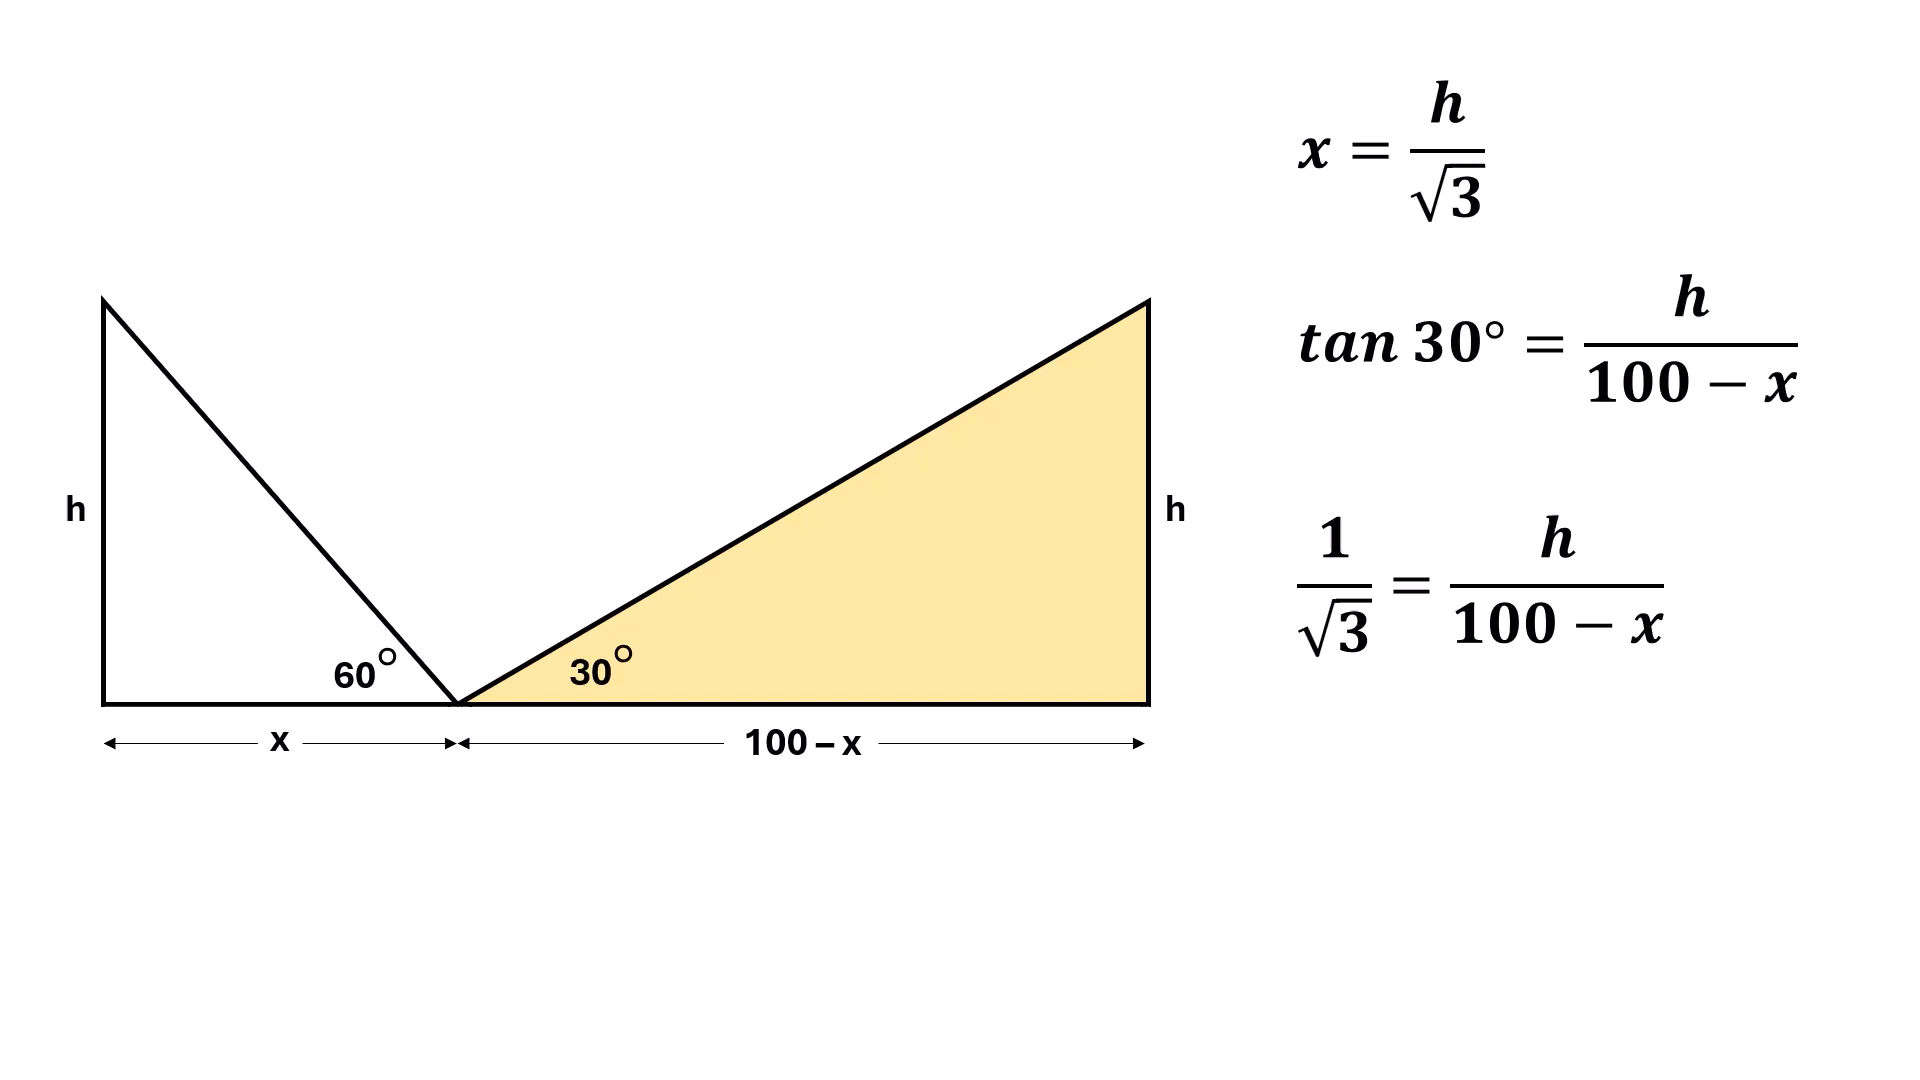 x = h/√3
tan 30° = h/(100 − x)
1/√3 = h/(100 − x)
h
h
60°
30°
x
100 – x